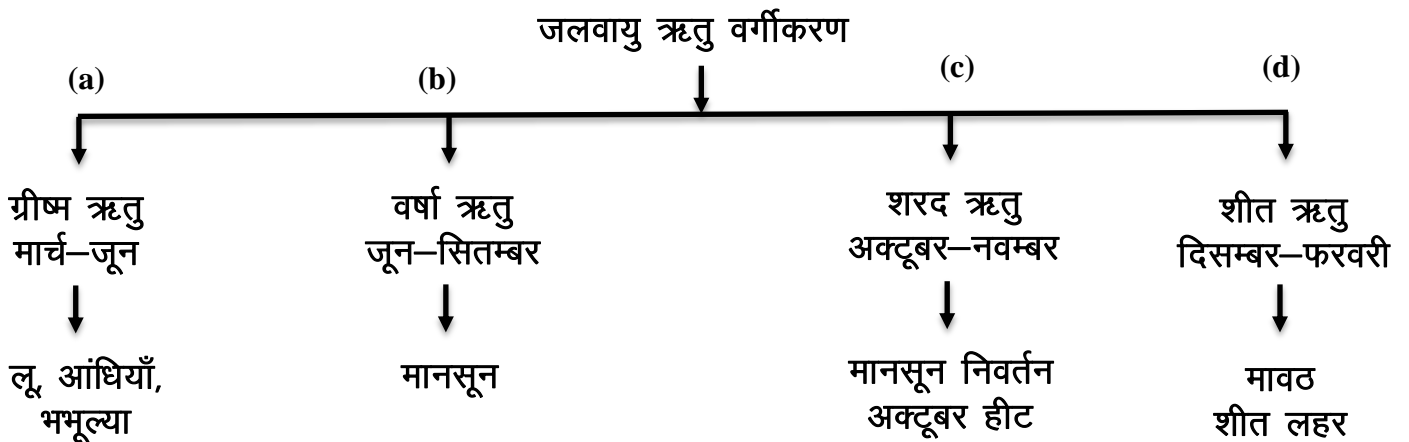 जलवायु ऋतु वर्गीकरण
(a) (b) (c) (d)
ग्रीष्म ऋतु
मार्च–जून
लू, आंधियाँ,
भभूल्या
वर्षा ऋतु
जून–सितम्बर
मानसून
शरद ऋतु
अक्टूबर–नवम्बर
मानसून निवर्तन
अक्टूबर हीट
शीत ऋतु
दिसम्बर–फरवरी
मावठ
शीत लहर